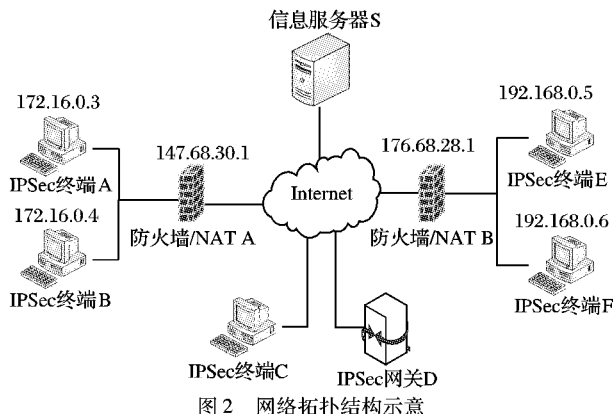 信息服务器S
172.16.0.3
IPSec终端A
147.68.30.1
176.68.28.1
192.168.0.5
IPSec终端E
172.16.0.4
IPSec终端B
防火墙/NAT A
Internet
防火墙/NAT B
192.168.0.6
IPSec终端F
IPSec终端C
IPSec网关D
图2 网络拓扑结构示意